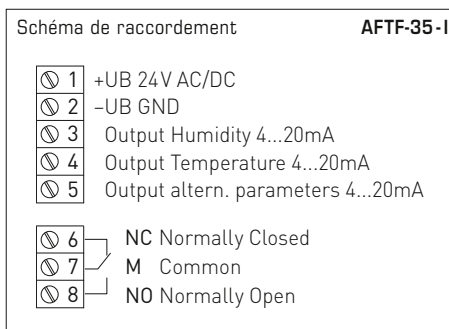 Schéma de raccordement AFTF-35-I
1 +UB 24V AC/DC
2 –UB GND
3 Output Humidity 4...20mA
4 Output Temperature 4...20mA
5 Output altern. parameters 4...20mA
6 NC Normally Closed
7 M Common
8 NO Normally Open